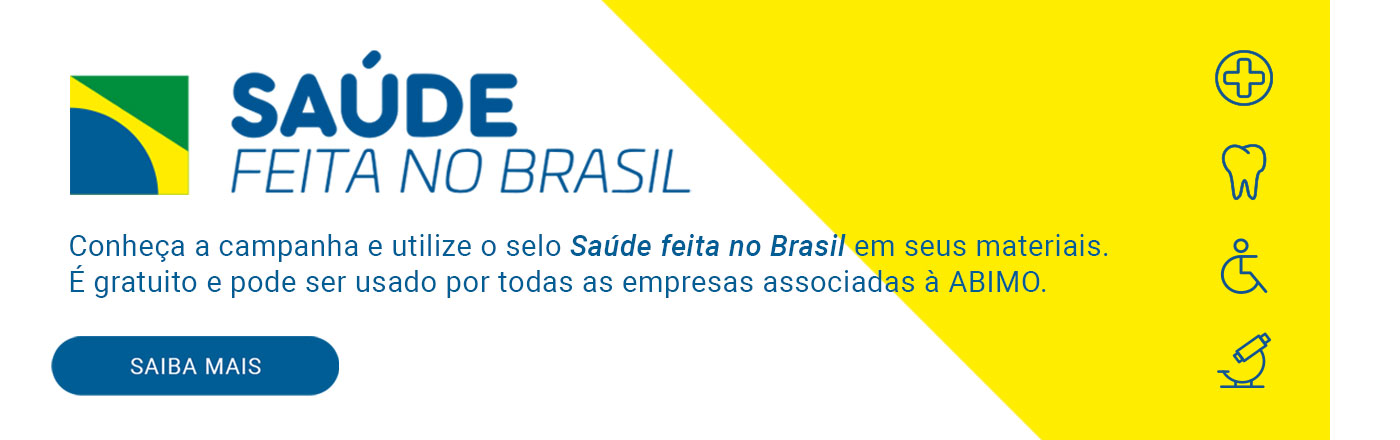 SAÚDE
FEITA NO BRASIL
Conheça a campanha e utilize o selo Saúde feita no Brasil em seus materiais.
É gratuito e pode ser usado por todas as empresas associadas à ABIMO.
SAIBA MAIS